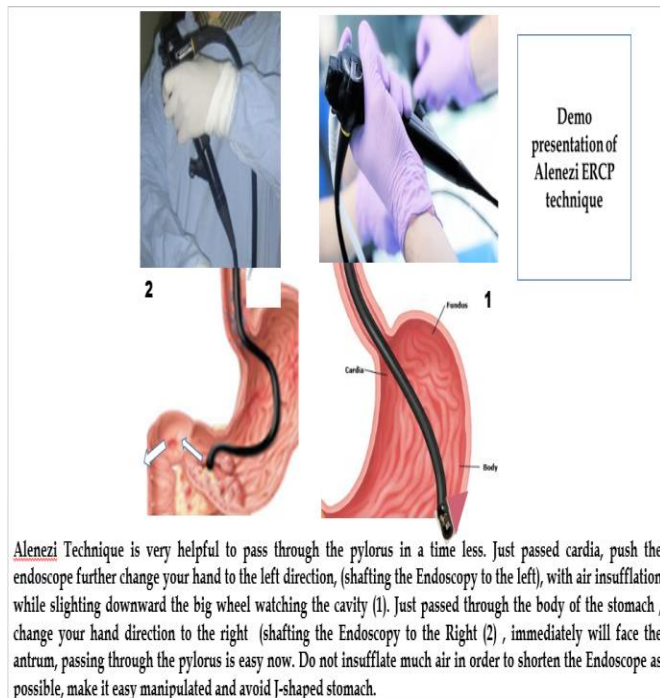 Demo
presentation of
Alenezi ERCP
technique
2
1
Fundus
Cardia
Body
Alenezi Technique is very helpful to pass through the pylorus in a time less. Just passed cardia, push the
endoscope further change your hand to the left direction, (shafting the Endoscopy to the left), with air insufflation
while slighting downward the big wheel watching the cavity (1). Just passed through the body of the stomach ,
change your hand direction to the right (shafting the Endoscopy to the Right (2) , immediately will face the
antrum, passing through the pylorus is easy now. Do not insufflate much air in order to shorten the Endoscope as
possible, make it easy manipulated and avoid J-shaped stomach.